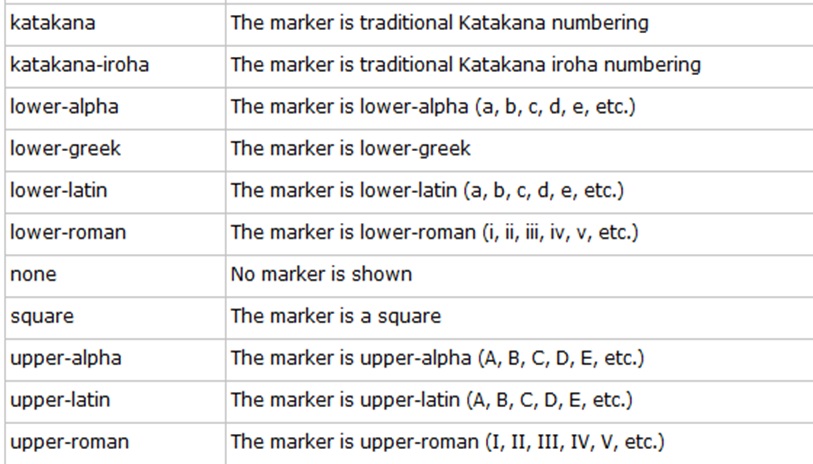 katakana The marker is traditional Katakana numbering
katakana-iroha The marker is traditional Katakana iroha numbering
lower-alpha The marker is lower-alpha (a, b, c, d, e, etc.)
lower-greek The marker is lower-greek
lower-latin The marker is lower-latin (a, b, c, d, e, etc.)
lower-roman The marker is lower-roman (i, ii, iii, iv, v, etc.)
none No marker is shown
square The marker is a square
upper-alpha The marker is upper-alpha (A, B, C, D, E, etc.)
upper-latin The marker is upper-latin (A, B, C, D, E, etc.)
upper-roman The marker is upper-roman (I, II, III, IV, V, etc.)